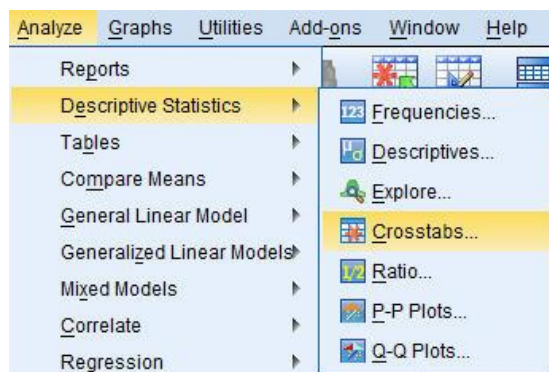 Analyze Graphs Utilities Add-ons Window Help
Reports
Descriptive Statistics
Tables
Compare Means
General Linear Model
Generalized Linear Models
Mixed Models
Correlate
Regression
123 Frequencies...
μσ Descriptives...
Explore...
Crosstabs...
1/2 Ratio...
P-P Plots...
Q-Q Plots...